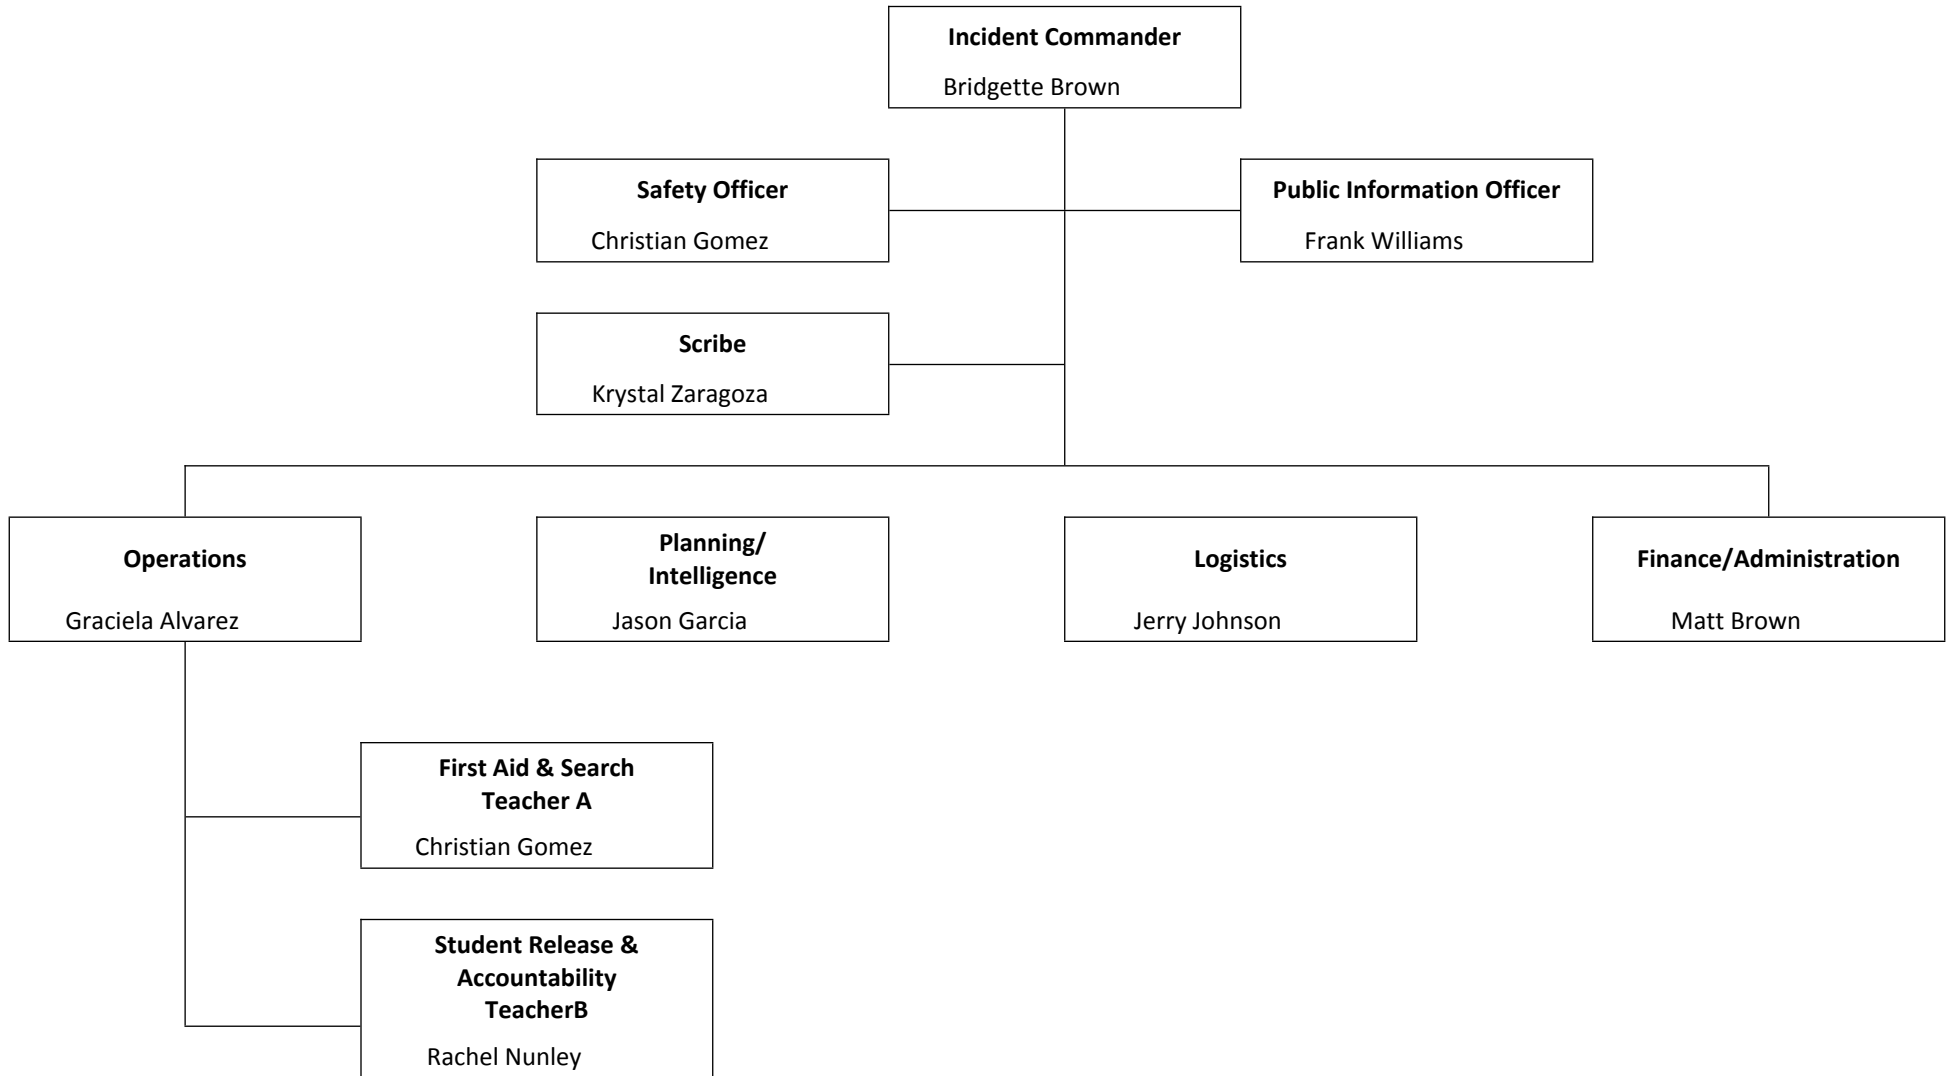 Incident Commander
Bridgette Brown
Safety Officer
Christian Gomez
Public Information Officer
Frank Williams
Scribe
Krystal Zaragoza
Operations
Graciela Alvarez
Planning/
Intelligence
Jason Garcia
Logistics
Jerry Johnson
Finance/Administration
Matt Brown
First Aid & Search
Teacher A
Christian Gomez
Student Release &
Accountability
TeacherB
Rachel Nunley